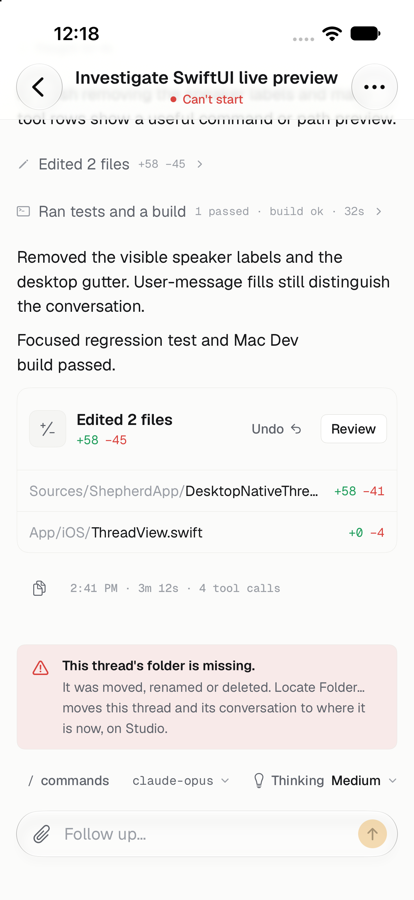 12:18
Investigate SwiftUI live preview
Can't start
tool rows show a useful command or path preview.
Edited 2 files +58 −45
Ran tests and a build 1 passed · build ok · 32s
Removed the visible speaker labels and the
desktop gutter. User-message fills still distinguish
the conversation.
Focused regression test and Mac Dev
build passed.
Edited 2 files
+58 −45
Undo
Review
Sources/ShepherdApp/DesktopNativeThre... +58 −41
App/iOS/ThreadView.swift +0 −4
2:41 PM · 3m 12s · 4 tool calls
This thread's folder is missing.
It was moved, renamed or deleted. Locate Folder...
moves this thread and its conversation to where it
is now, on Studio.
/ commands claude-opus Thinking Medium
Follow up...